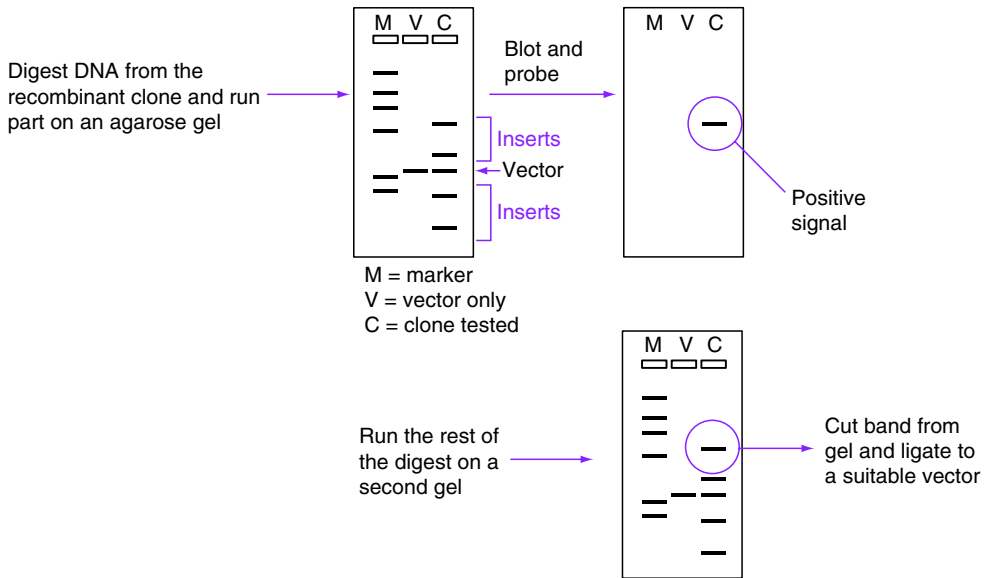 M V C
M V C
Digest DNA from the
recombinant clone and run
part on an agarose gel
Blot and
probe
Inserts
Vector
Inserts
Positive
signal
M = marker
V = vector only
C = clone tested
M V C
Run the rest of
the digest on a
second gel
Cut band from
gel and ligate to
a suitable vector